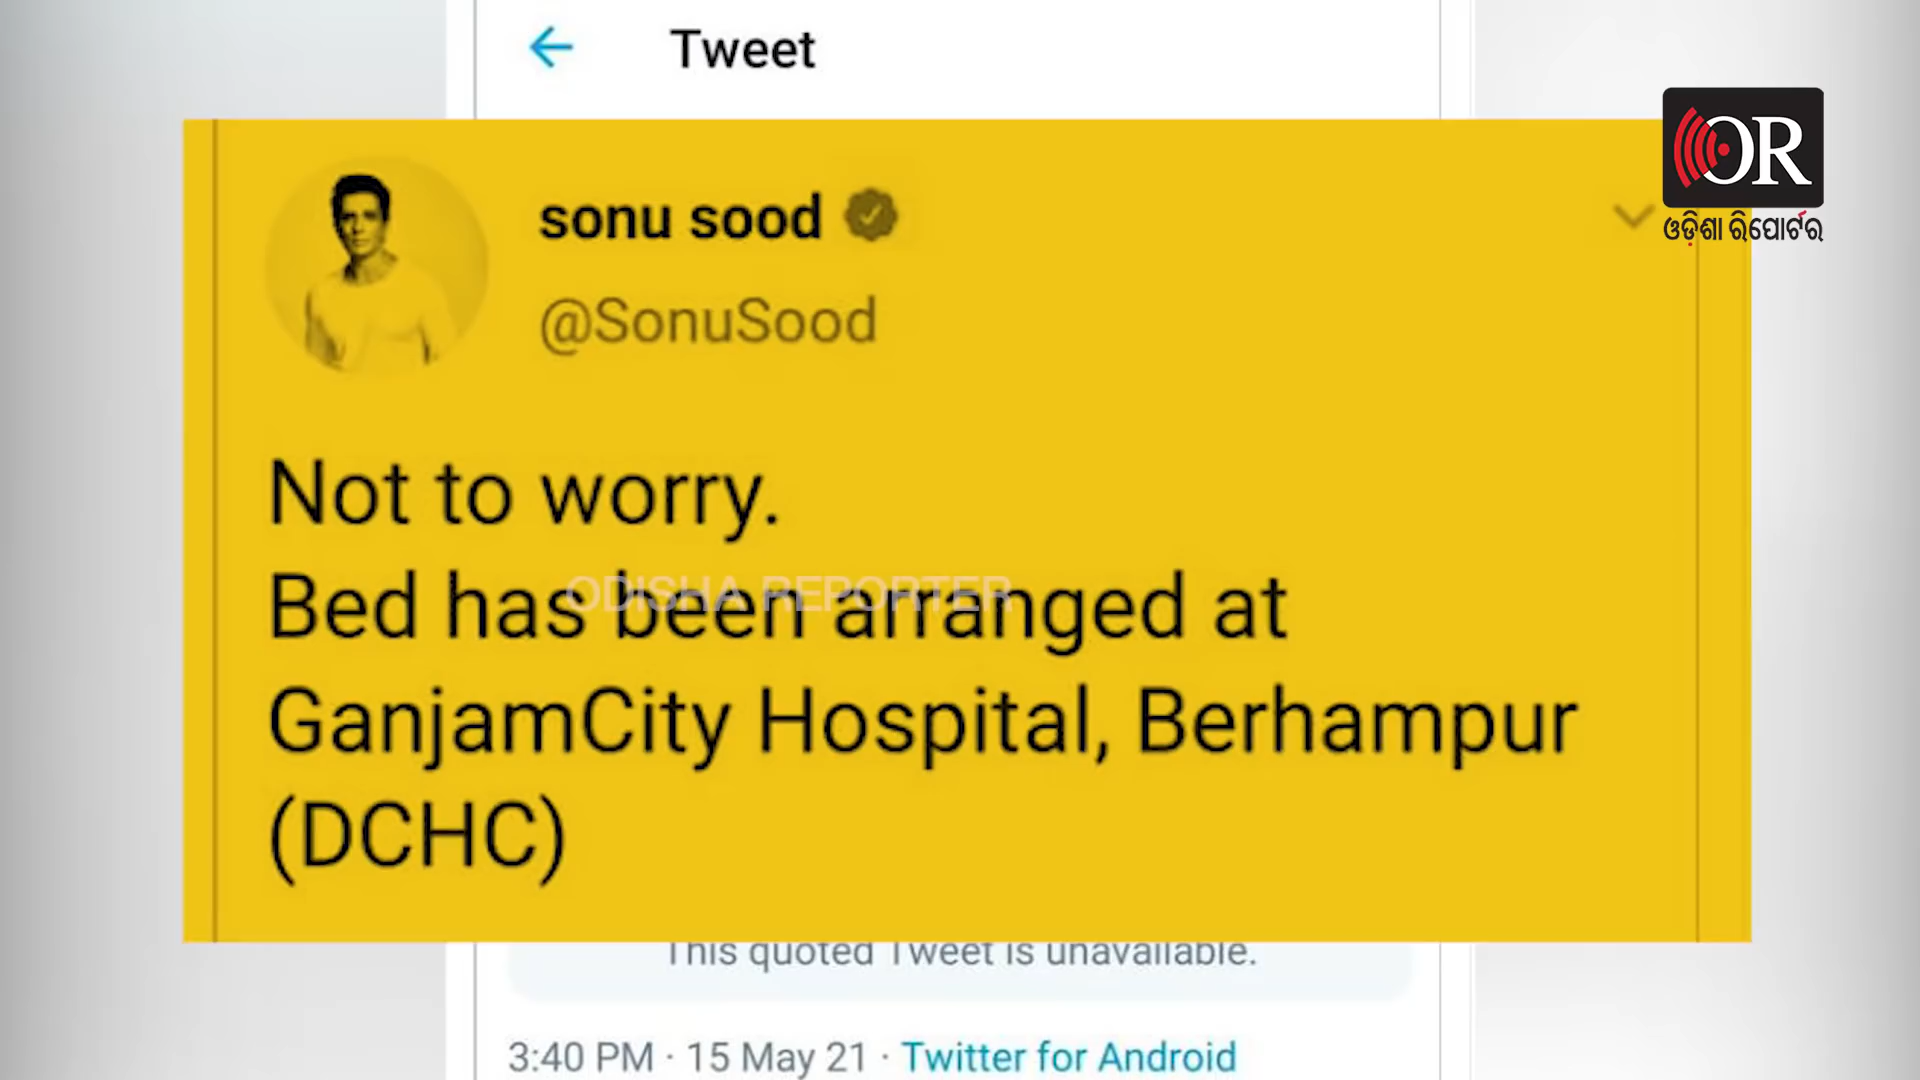 Tweet
OR
ଓଡ଼ିଶା ରିପୋର୍ଟର
sonu sood
@SonuSood
Not to worry.
Bed has been arranged at
ODISHA REPORTER
GanjamCity Hospital, Berhampur
(DCHC)
This quoted Tweet is unavailable.
3:40 PM · 15 May 21 · Twitter for Android